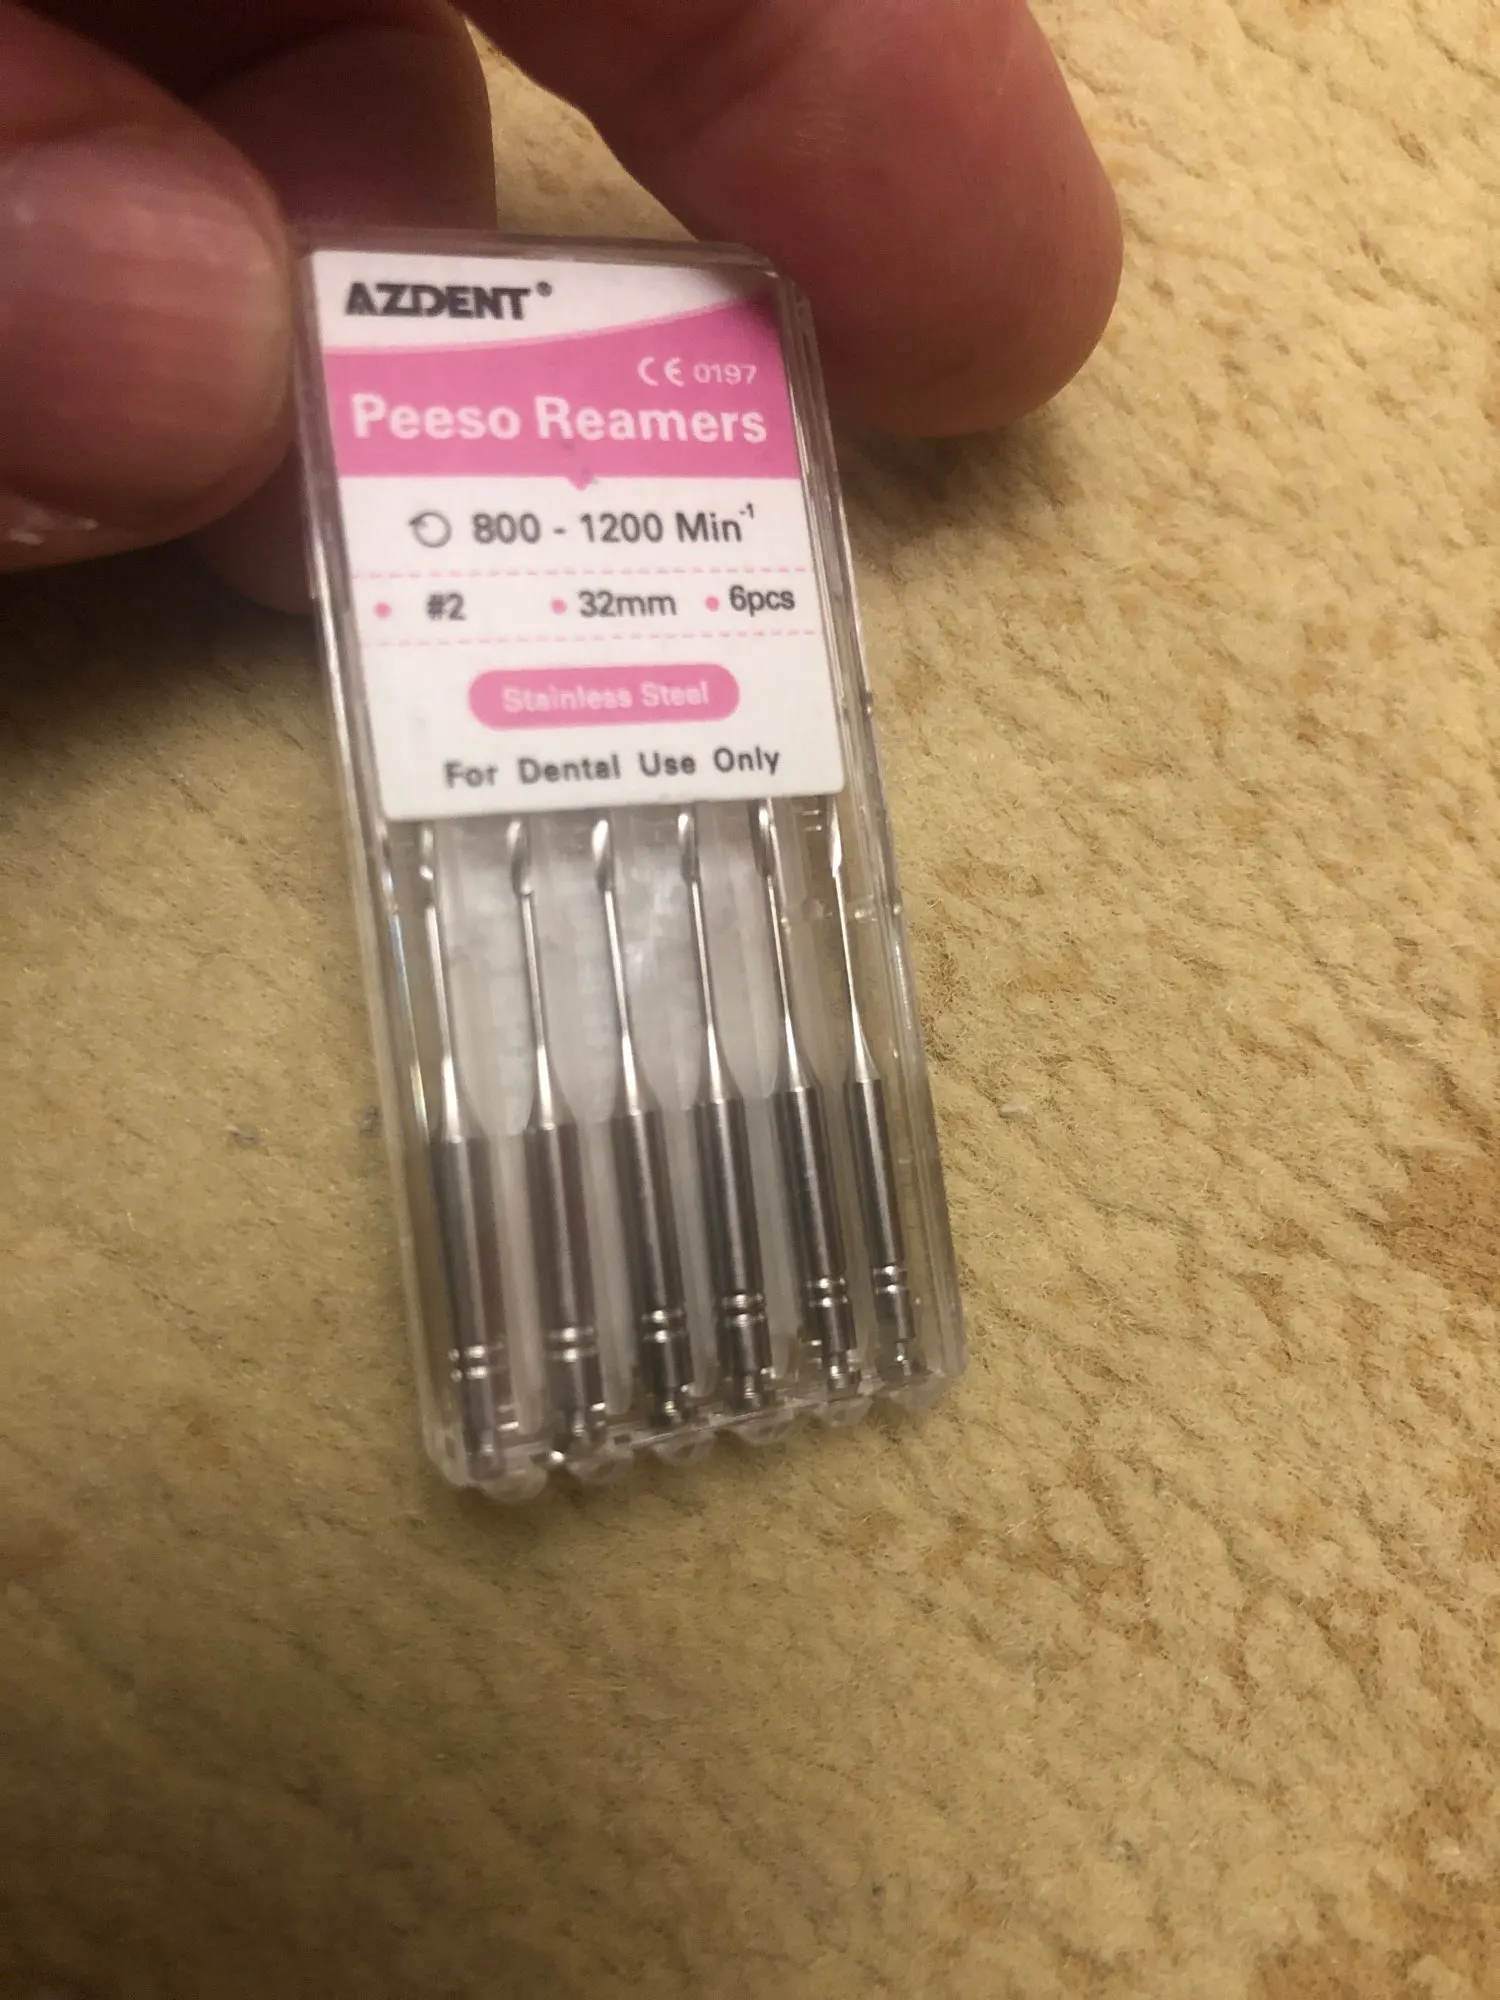 AZDENT®
CE 0197
Peeso Reamers
800 - 1200 Min⁻¹
#2 • 32mm • 6pcs
Stainless Steel
For Dental Use Only